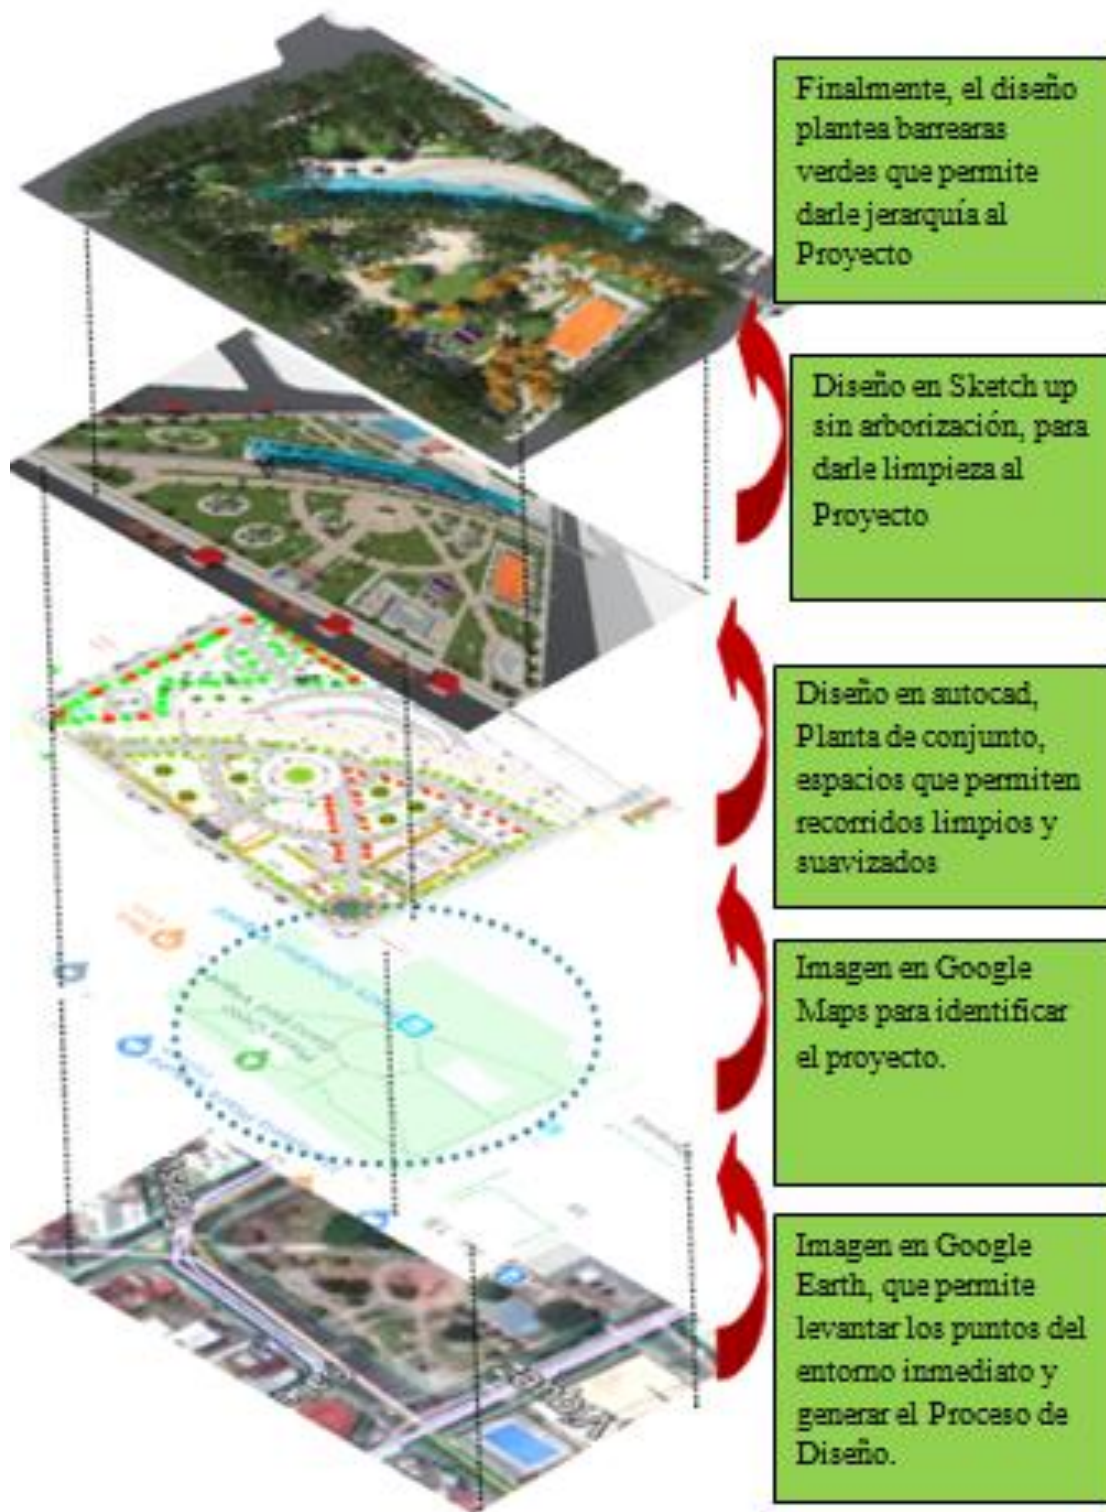 Finalmente, el diseño
plantea barrearas
verdes que permite
darle jerarquía al
Proyecto
Diseño en Sketch up
sin arborización, para
darle limpieza al
Proyecto
Diseño en autocad,
Planta de conjunto,
espacios que permiten
recorridos limpios y
suavizados
Imagen en Google
Maps para identificar
el proyecto.
Imagen en Google
Earth, que permite
levantar los puntos del
entorno inmediato y
generar el Proceso de
Diseño.